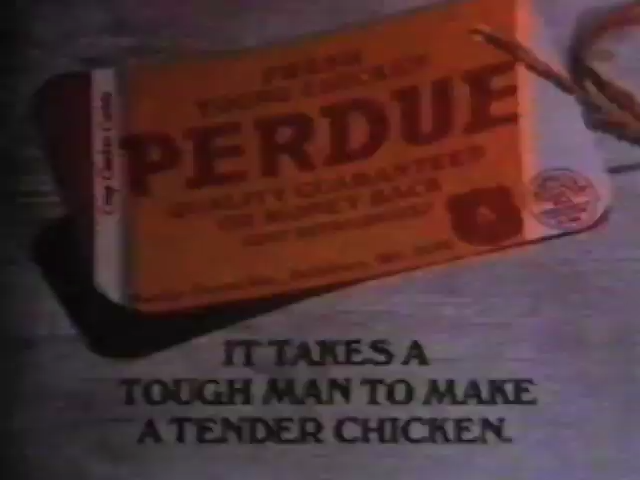 FRESH
YOUNG CHICKEN
PERDUE
QUALITY GUARANTEED
OR MONEY BACK
IT TAKES A
TOUGH MAN TO MAKE
A TENDER CHICKEN.